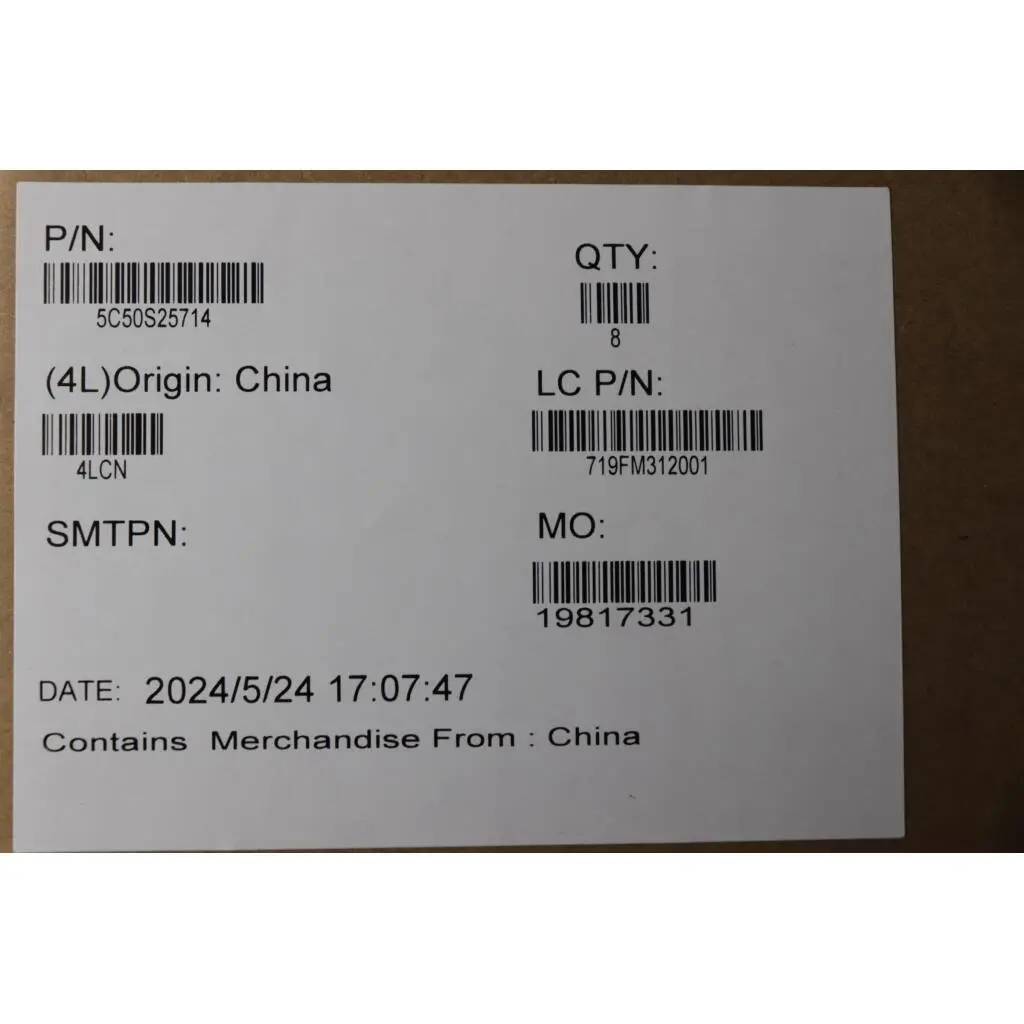 P/N:
5C50S25714
QTY:
8
(4L)Origin: China
4LCN
LC P/N:
719FM312001
SMTPN:
MO:
19817331
DATE: 2024/5/24 17:07:47
Contains Merchandise From : China